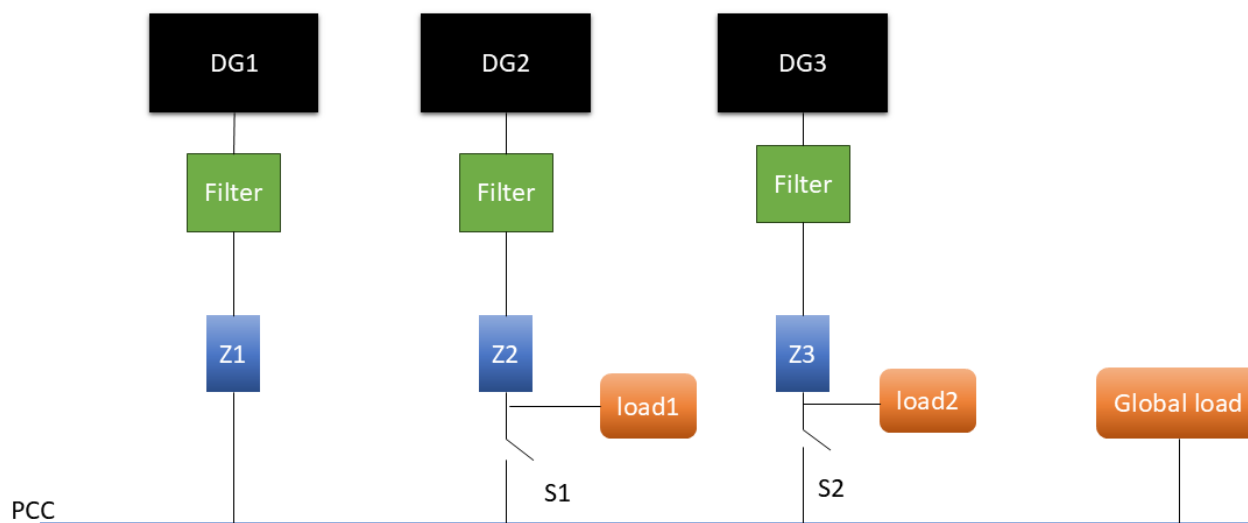 DG1
DG2
DG3
Filter
Filter
Filter
Z1
Z2
Z3
load1
load2
Global load
S1
S2
PCC